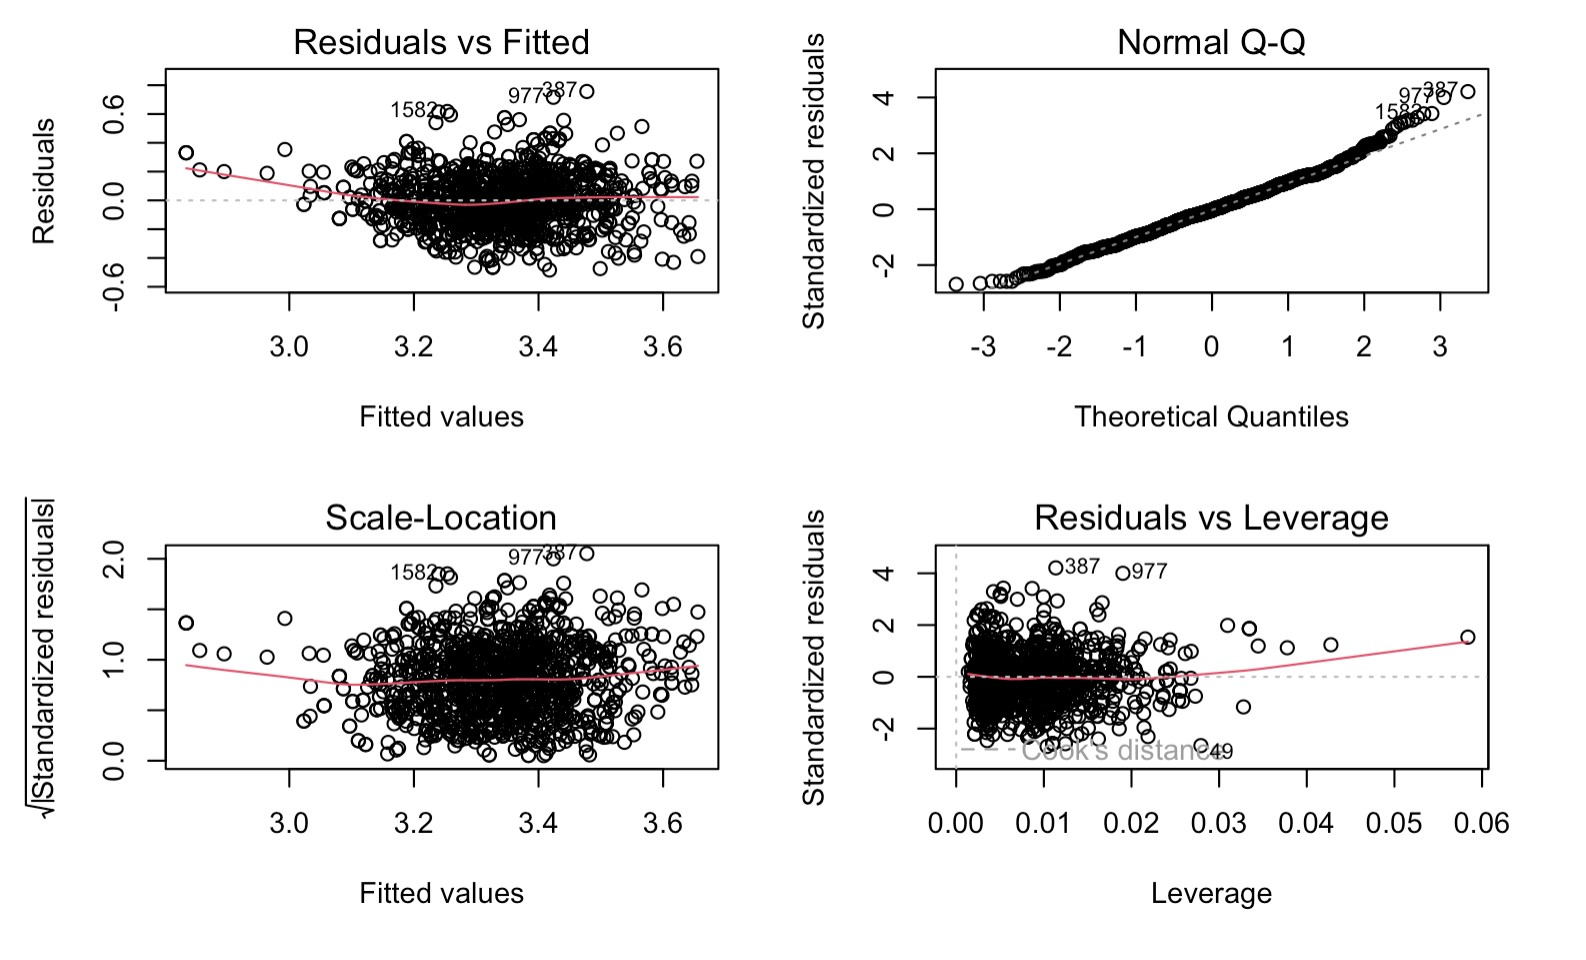 Residuals vs Fitted
Residuals
0.6
0.0
-0.6
1582
977
387
3.0 3.2 3.4 3.6
Fitted values
Normal Q-Q
Standardized residuals
4
2
0
-2
1582
977
387
-3 -2 -1 0 1 2 3
Theoretical Quantiles
Scale-Location
√|Standardized residuals|
2.0
1.0
0.0
1582
977
387
3.0 3.2 3.4 3.6
Fitted values
Residuals vs Leverage
Standardized residuals
4
2
0
-2
387
977
Cook's distance
49
0.00 0.01 0.02 0.03 0.04 0.05 0.06
Leverage